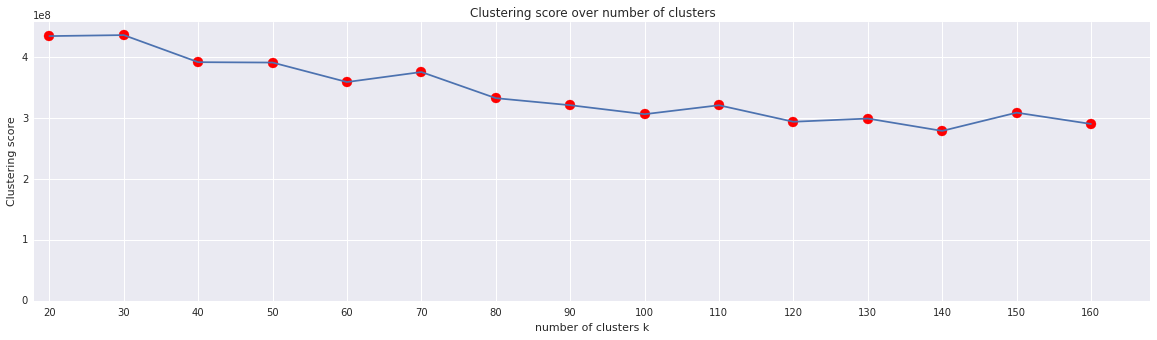 Clustering score over number of clusters
1e8
4
3
2
1
0
Clustering score
20 30 40 50 60 70 80 90 100 110 120 130 140 150 160
number of clusters k